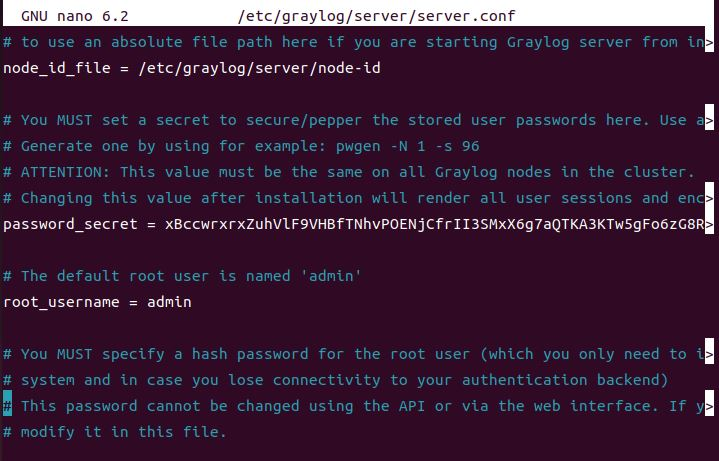 GNU nano 6.2 /etc/graylog/server/server.conf
# to use an absolute file path here if you are starting Graylog server from in>
node_id_file = /etc/graylog/server/node-id
# You MUST set a secret to secure/pepper the stored user passwords here. Use a>
# Generate one by using for example: pwgen -N 1 -s 96
# ATTENTION: This value must be the same on all Graylog nodes in the cluster.
# Changing this value after installation will render all user sessions and enc>
password_secret = xBccwrxrxZuhVlF9VHBfTNhvPOENjCfrII3SMxX6g7aQTKA3KTw5gFo6zG8R>
# The default root user is named 'admin'
root_username = admin
# You MUST specify a hash password for the root user (which you only need to i>
# system and in case you lose connectivity to your authentication backend)
# This password cannot be changed using the API or via the web interface. If y>
# modify it in this file.